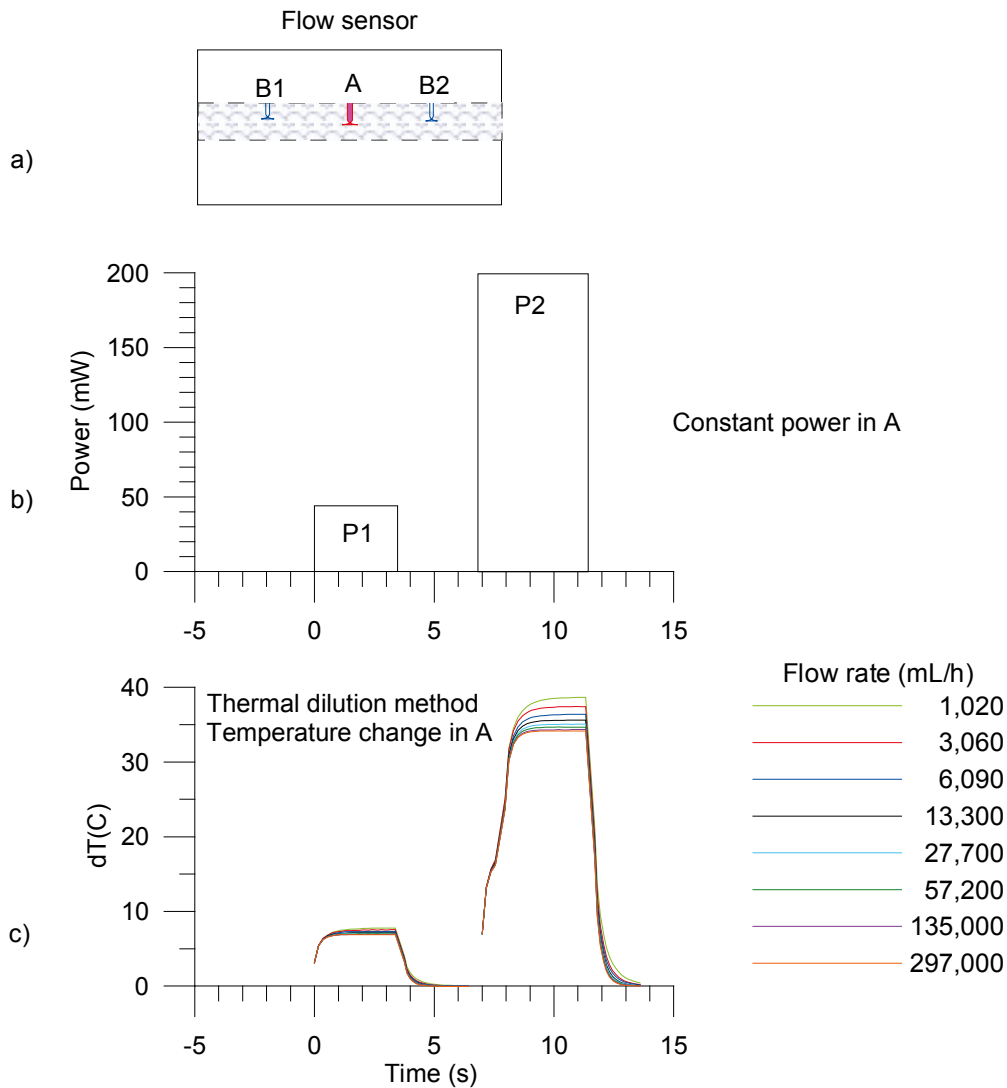 Flow sensor
B1 A B2
a)
200
150
100
50
0
Power (mW)
P1
P2
Constant power in A
b)
-5 0 5 10 15
40
30
20
10
0
dT(C)
Thermal dilution method
Temperature change in A
c)
-5 0 5 10 15
Time (s)
Flow rate (mL/h)
1,020
3,060
6,090
13,300
27,700
57,200
135,000
297,000